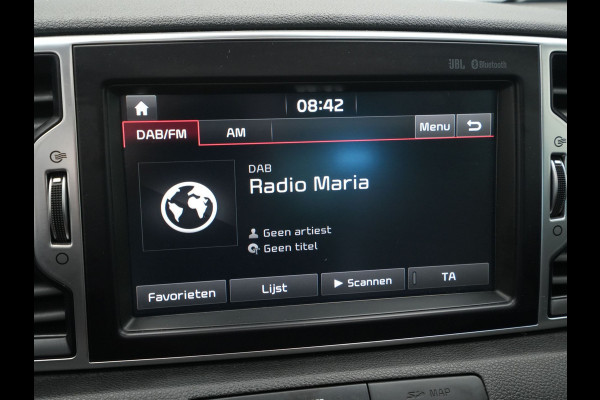 JBL Bluetooth
08:42
DAB/FM AM Menu
DAB
Radio Maria
Geen artiest
Geen titel
Favorieten Lijst Scannen TA
MAP